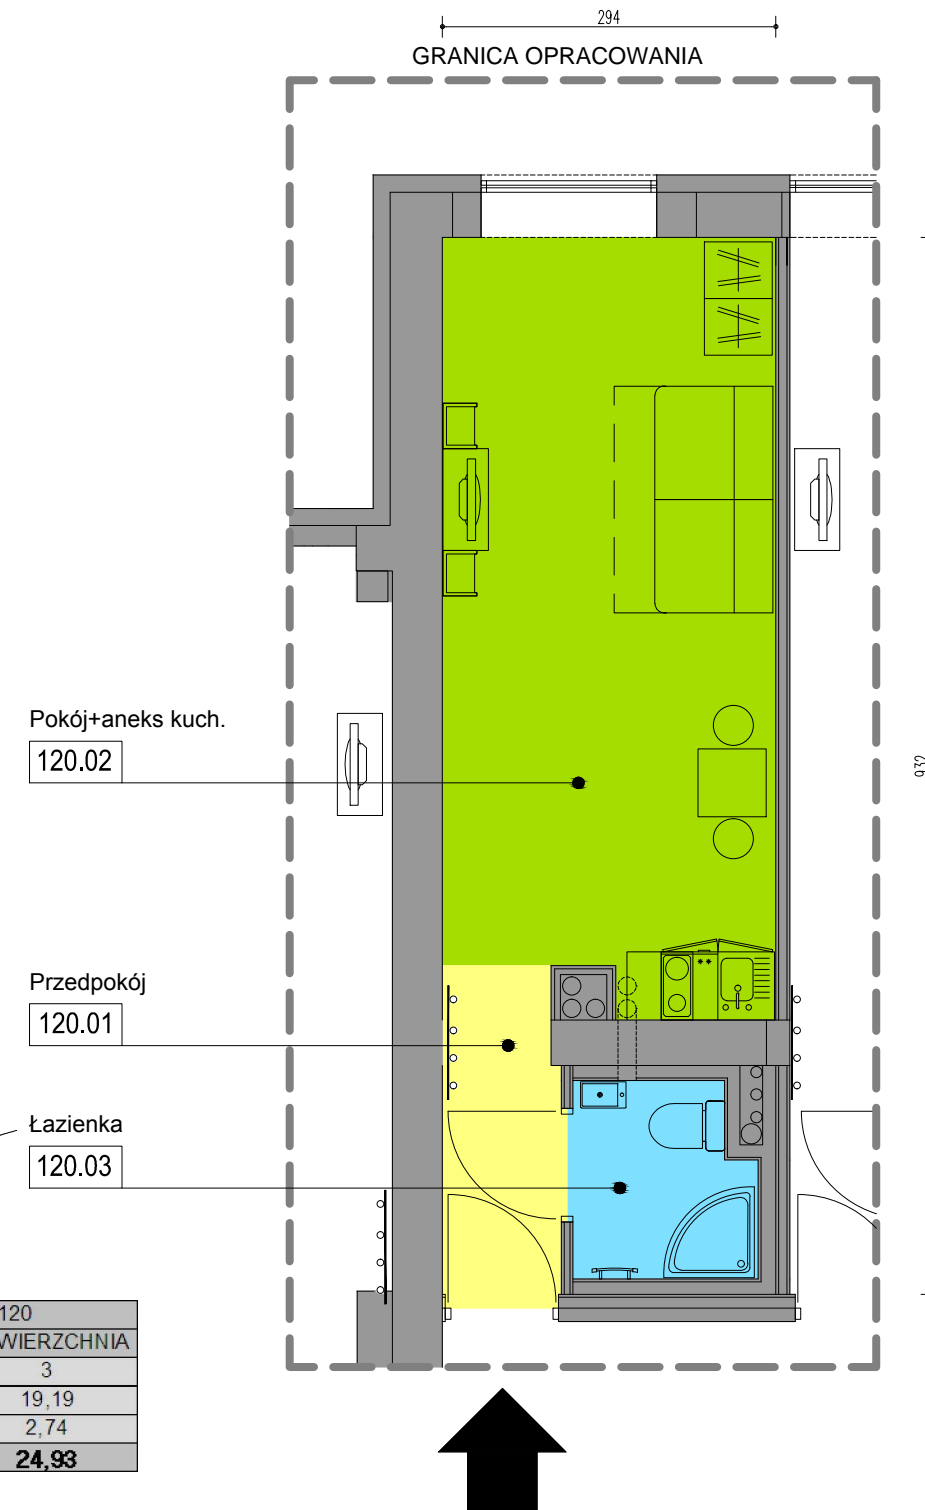 294
GRANICA OPRACOWANIA
Pokój+aneks kuch.
120.02
932
Przedpokój
120.01
Łazienka
120.03
120
WIERZCHNIA
3
19,19
2,74
24,93